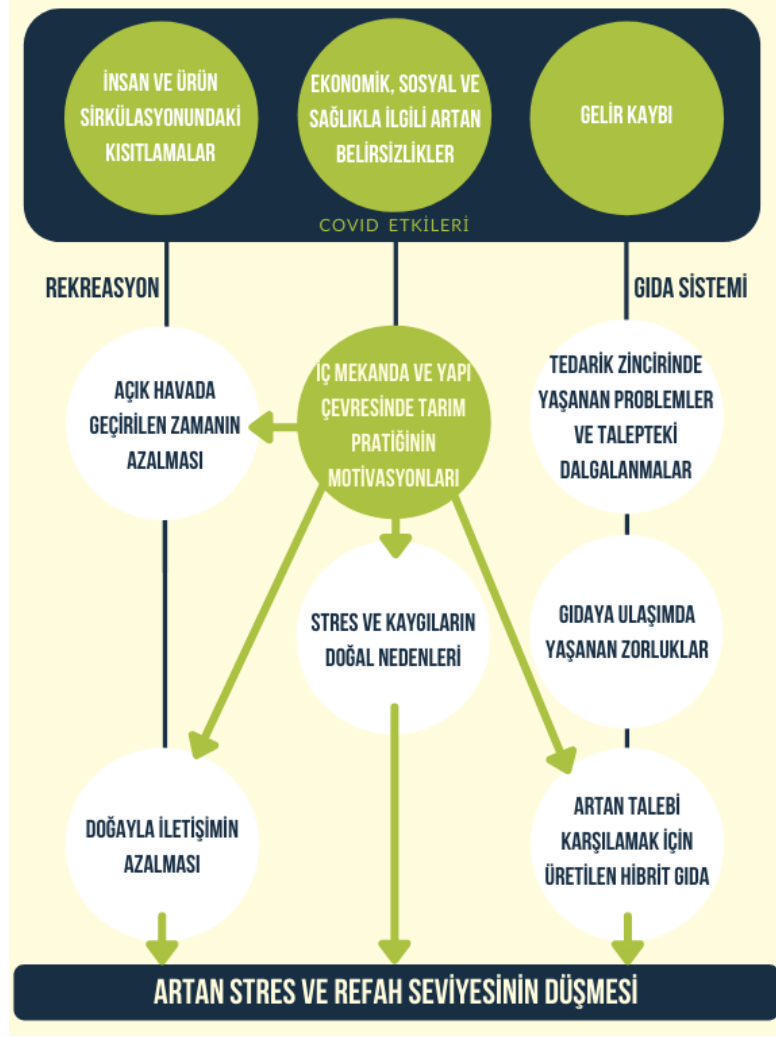 İNSAN VE ÜRÜN
SİRKÜLASYONUNDAKİ
KISITLAMALAR
EKONOMİK, SOSYAL VE
SAĞLIKLA İLGİLİ ARTAN
BELİRSİZLİKLER
GELİR KAYBI
COVID ETKİLERİ
REKREASYON
GIDA SİSTEMİ
AÇIK HAVADA
GEÇİRİLEN ZAMANIN
AZALMASI
İÇ MEKANDA VE YAPI
ÇEVRESİNDE TARIM
PRATİĞİNİN
MOTİVASYONLARI
TEDARİK ZİNCİRİNDE
YAŞANAN PROBLEMLER
VE TALEPTEKİ
DALGALANMALAR
STRES VE KAYGILARIN
DOĞAL NEDENLERİ
GIDAYA ULAŞIMDA
YAŞANAN ZORLUKLAR
DOĞAYLA İLETİŞİMİN
AZALMASI
ARTAN TALEBİ
KARŞILAMAK İÇİN
ÜRETİLEN HİBRİT GIDA
ARTAN STRES VE REFAH SEVİYESİNİN DÜŞMESİ